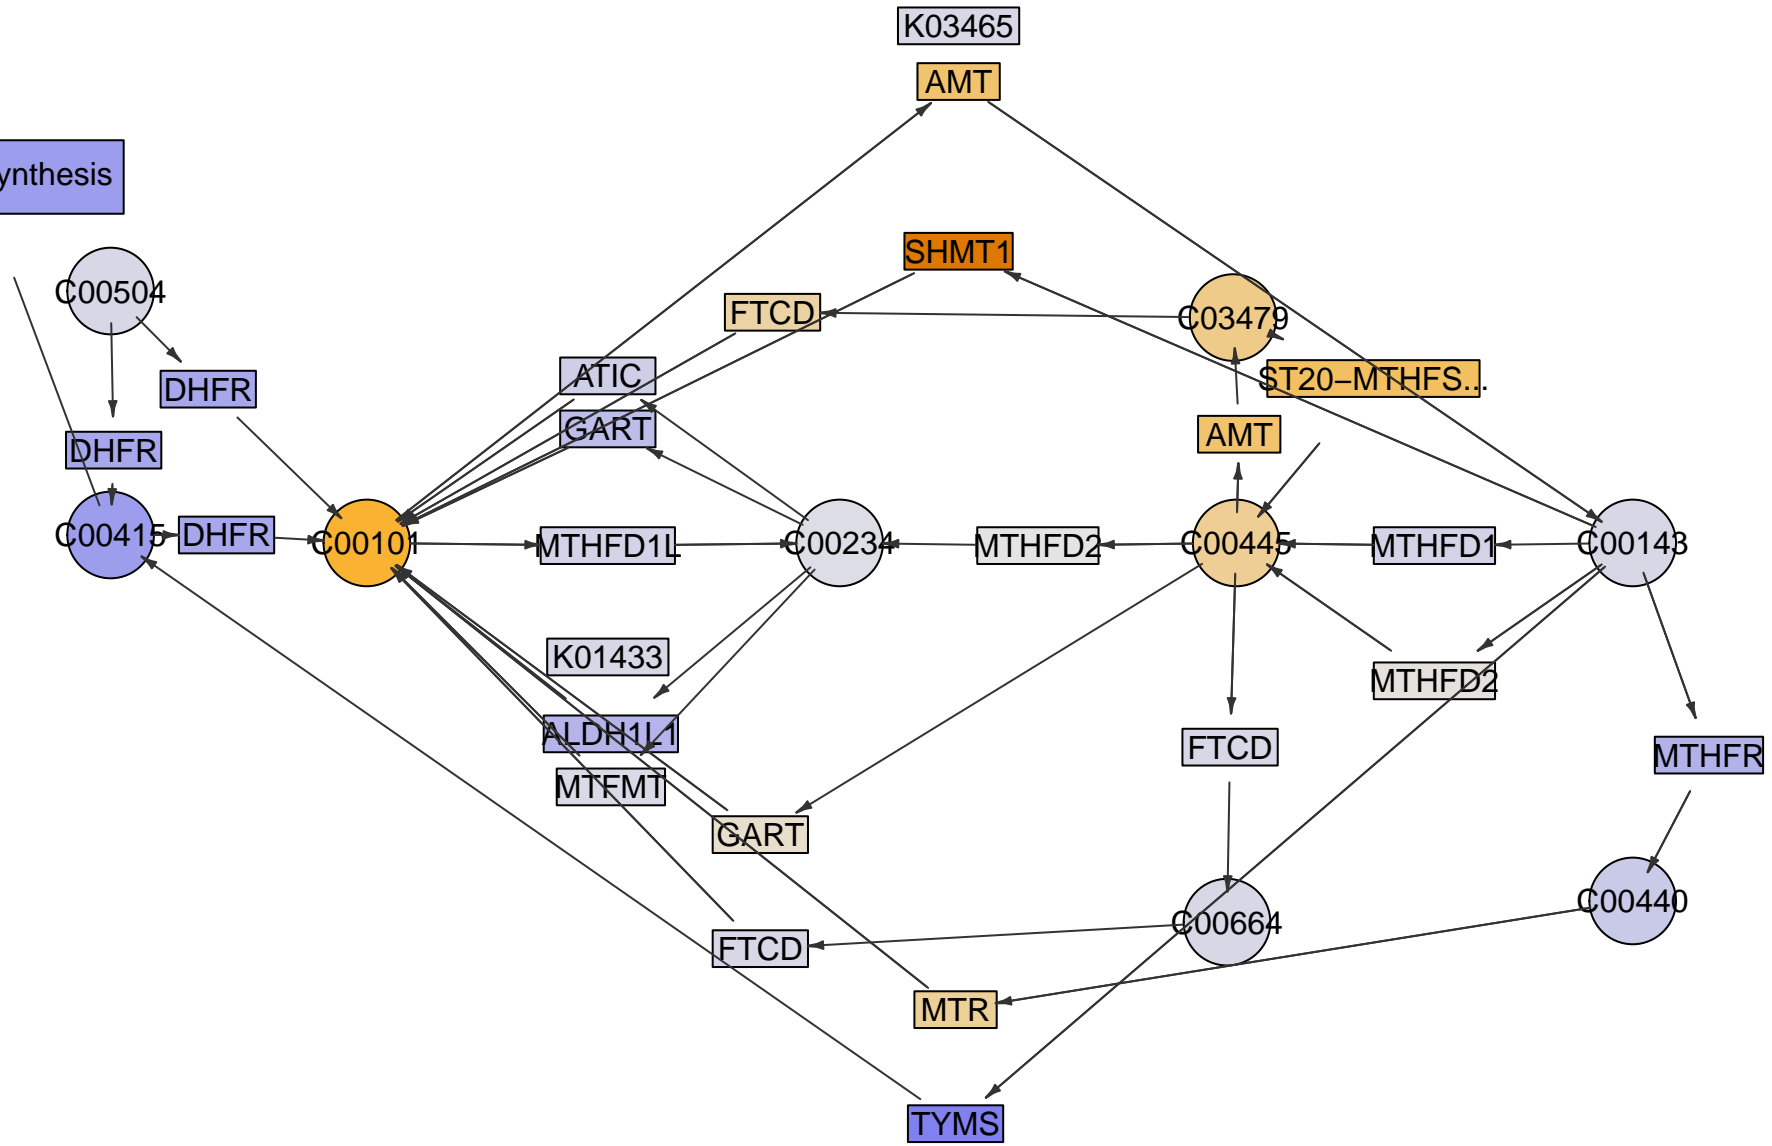 K03465
AMT
ynthesis
SHMT1
C00504
FTCD
C03479
ATIC
DHFR
ST20−MTHFS...
GART
AMT
DHFR
C00415
DHFR
C00101
MTHFD1L
C00234
MTHFD2
C00445
MTHFD1
C00143
K01433
MTHFD2
ALDH1L1
FTCD
MTHFR
MTFMT
GART
C00440
C00664
FTCD
MTR
TYMS